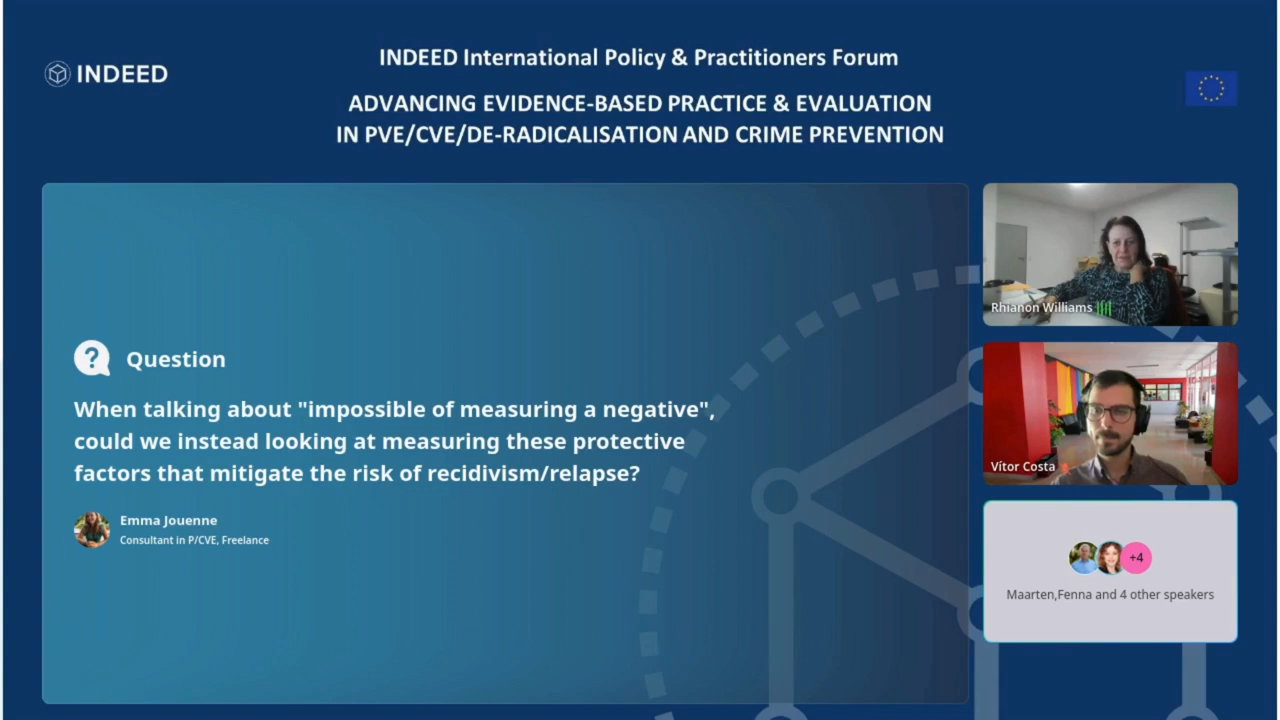 INDEED
INDEED International Policy & Practitioners Forum
ADVANCING EVIDENCE-BASED PRACTICE & EVALUATION
IN PVE/CVE/DE-RADICALISATION AND CRIME PREVENTION
? Question
When talking about "impossible of measuring a negative",
could we instead looking at measuring these protective
factors that mitigate the risk of recidivism/relapse?
Emma Jouenne
Consultant in P/CVE, Freelance
Rhianon Williams
Vítor Costa
+4
Maarten,Fenna and 4 other speakers